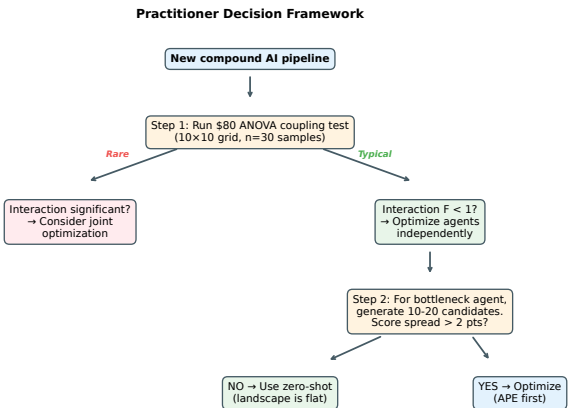 Practitioner Decision Framework
New compound AI pipeline
Step 1: Run $80 ANOVA coupling test
(10×10 grid, n=30 samples)
Rare
Typical
Interaction significant?
→ Consider joint
optimization
Interaction F < 1?
→ Optimize agents
independently
Step 2: For bottleneck agent,
generate 10-20 candidates.
Score spread > 2 pts?
NO → Use zero-shot
(landscape is flat)
YES → Optimize
(APE first)